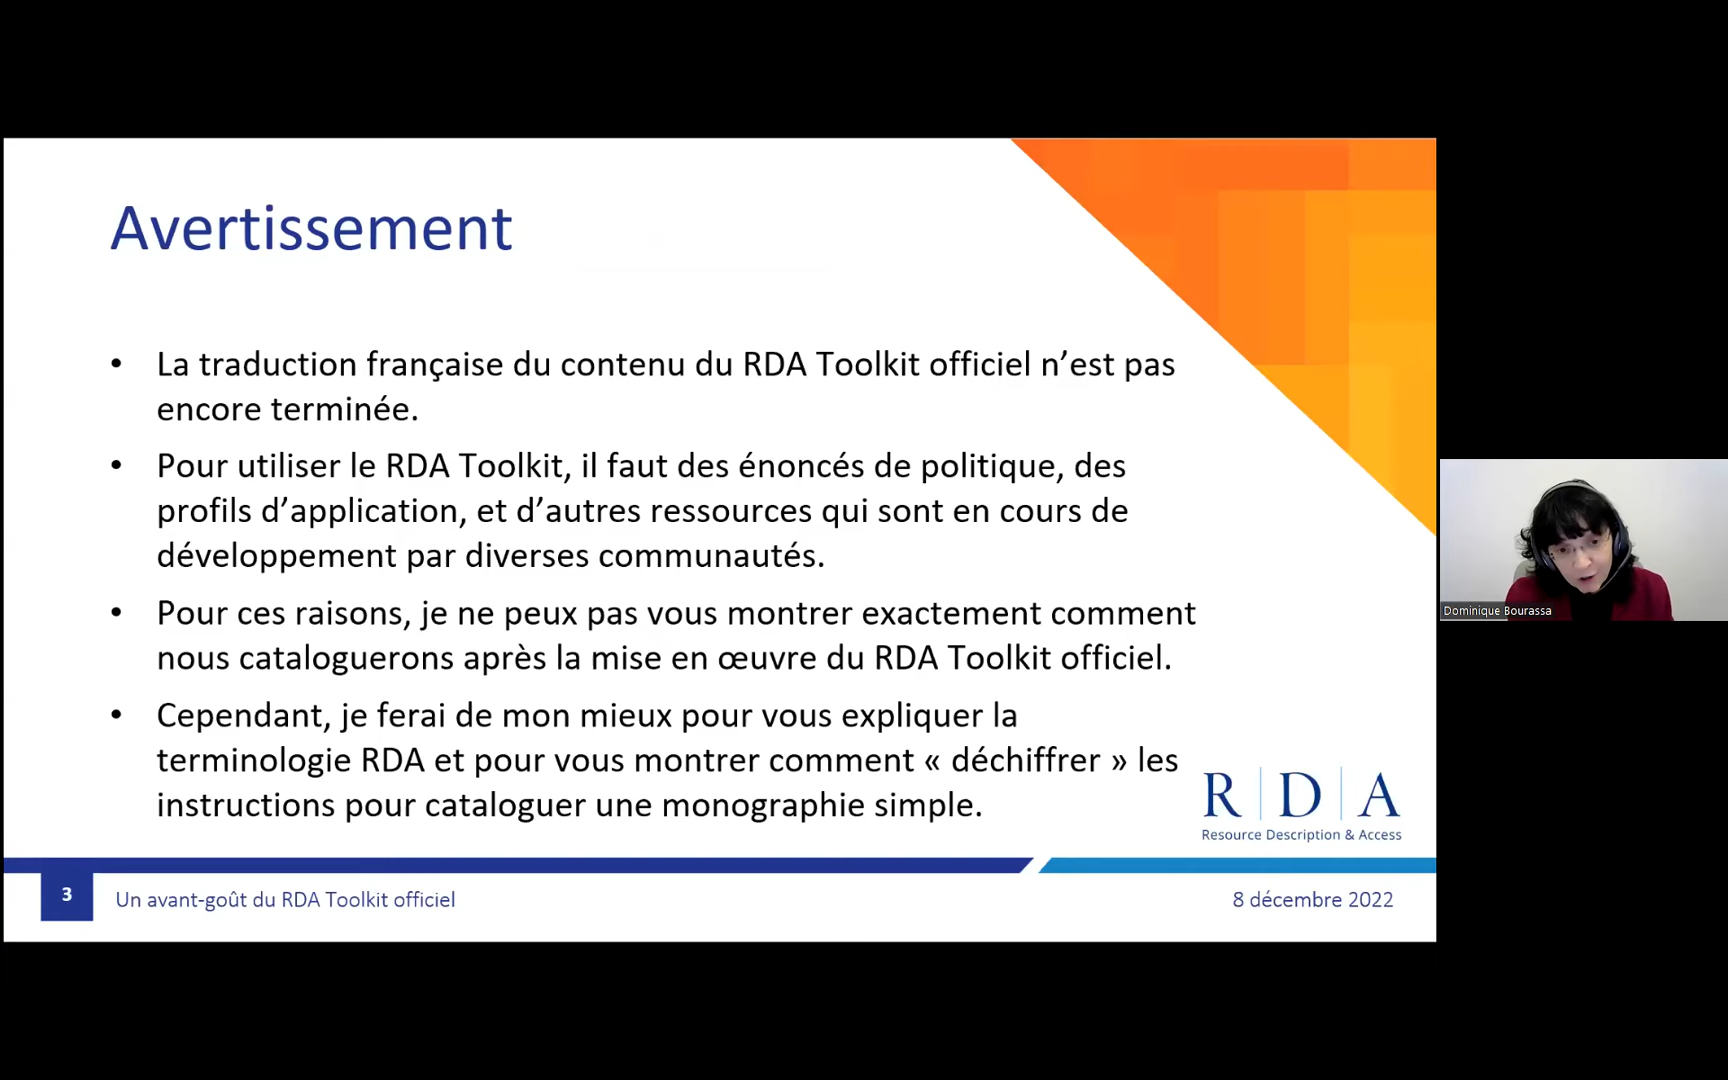 Avertissement
• La traduction française du contenu du RDA Toolkit officiel n’est pas
encore terminée.
• Pour utiliser le RDA Toolkit, il faut des énoncés de politique, des
profils d’application, et d’autres ressources qui sont en cours de
développement par diverses communautés.
• Pour ces raisons, je ne peux pas vous montrer exactement comment
nous cataloguerons après la mise en œuvre du RDA Toolkit officiel.
• Cependant, je ferai de mon mieux pour vous expliquer la
terminologie RDA et pour vous montrer comment « déchiffrer » les
instructions pour cataloguer une monographie simple.
R | D | A
Resource Description & Access
3
Un avant-goût du RDA Toolkit officiel
8 décembre 2022
Dominique Bourassa